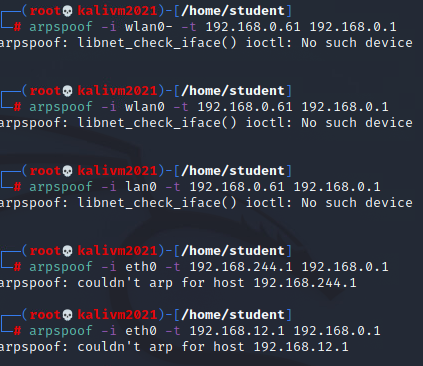 (root💀kalivm2021)-[/home/student]
# arpspoof -i wlan0- -t 192.168.0.61 192.168.0.1
arpspoof: libnet_check_iface() ioctl: No such device
(root💀kalivm2021)-[/home/student]
# arpspoof -i wlan0 -t 192.168.0.61 192.168.0.1
arpspoof: libnet_check_iface() ioctl: No such device
(root💀kalivm2021)-[/home/student]
# arpspoof -i lan0 -t 192.168.0.61 192.168.0.1
arpspoof: libnet_check_iface() ioctl: No such device
(root💀kalivm2021)-[/home/student]
# arpspoof -i eth0 -t 192.168.244.1 192.168.0.1
arpspoof: couldn't arp for host 192.168.244.1
(root💀kalivm2021)-[/home/student]
# arpspoof -i eth0 -t 192.168.12.1 192.168.0.1
arpspoof: couldn't arp for host 192.168.12.1